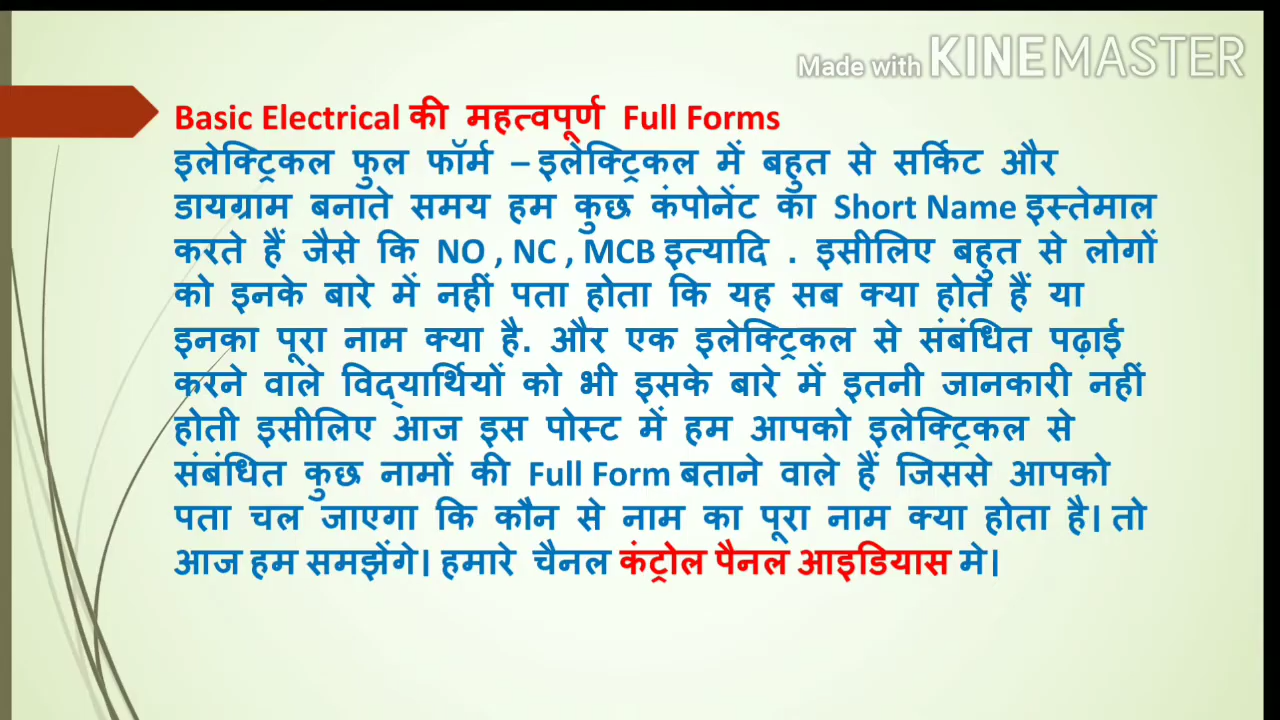 Made with KINEMASTER
Basic Electrical की महत्वपूर्ण Full Forms
इलेक्ट्रिकल फुल फॉर्म – इलेक्ट्रिकल में बहुत से सर्किट और
डायग्राम बनाते समय हम कुछ कंपोनेंट का Short Name इस्तेमाल
करते हैं जैसे कि NO , NC , MCB इत्यादि . इसीलिए बहुत से लोगों
को इनके बारे में नहीं पता होता कि यह सब क्या होते हैं या
इनका पूरा नाम क्या है. और एक इलेक्ट्रिकल से संबंधित पढ़ाई
करने वाले विद्यार्थियों को भी इसके बारे में इतनी जानकारी नहीं
होती इसीलिए आज इस पोस्ट में हम आपको इलेक्ट्रिकल से
संबंधित कुछ नामों की Full Form बताने वाले हैं जिससे आपको
पता चल जाएगा कि कौन से नाम का पूरा नाम क्या होता है। तो
आज हम समझेंगे। हमारे चैनल कंट्रोल पैनल आइडियास मे।